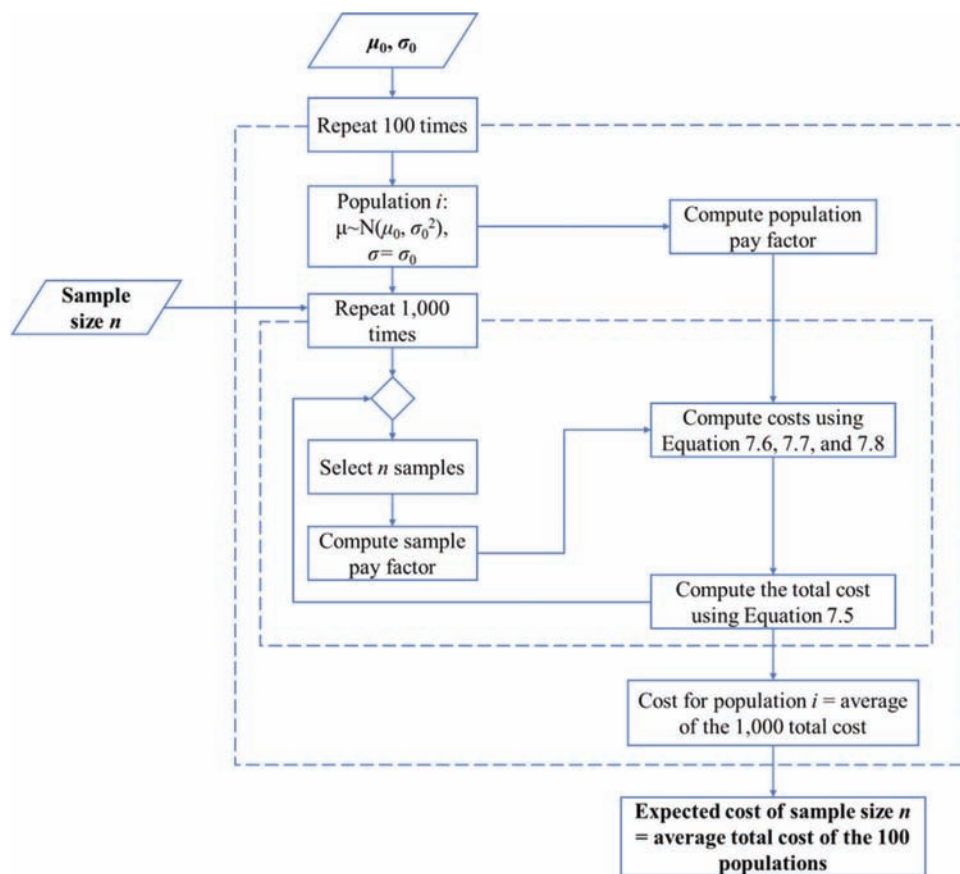 μ₀, σ₀
Repeat 100 times
Population i:
μ~N(μ₀, σ₀²),
σ= σ₀
Compute population
pay factor
Sample
size n
Repeat 1,000
times
Compute costs using
Equation 7.6, 7.7, and 7.8
Select n samples
Compute sample
pay factor
Compute the total cost
using Equation 7.5
Cost for population i = average
of the 1,000 total cost
Expected cost of sample size n
= average total cost of the 100
populations